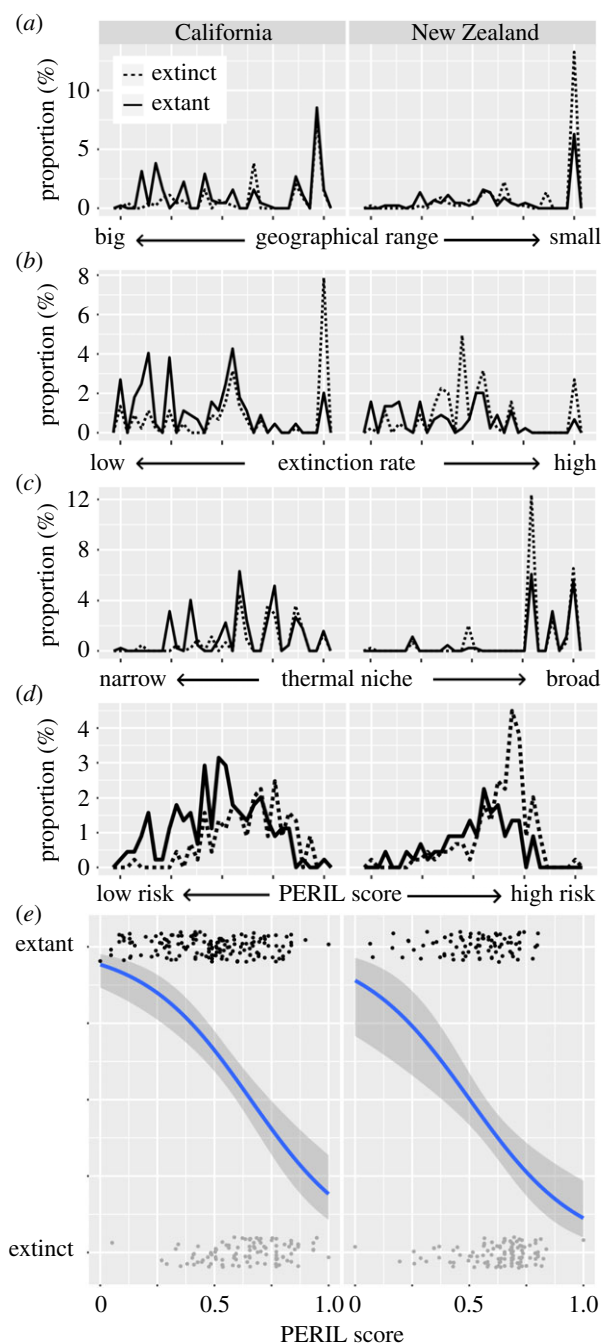 (a)
California New Zealand
proportion (%)
10
5
0
extinct
extant
big geographical range small
(b)
proportion (%)
8
6
4
2
0
low extinction rate high
(c)
proportion (%)
12
8
4
0
narrow thermal niche broad
(d)
proportion (%)
4
3
2
1
0
low risk PERIL score high risk
(e)
extant
extinct
0 0.5 1.0 0 0.5 1.0
PERIL score